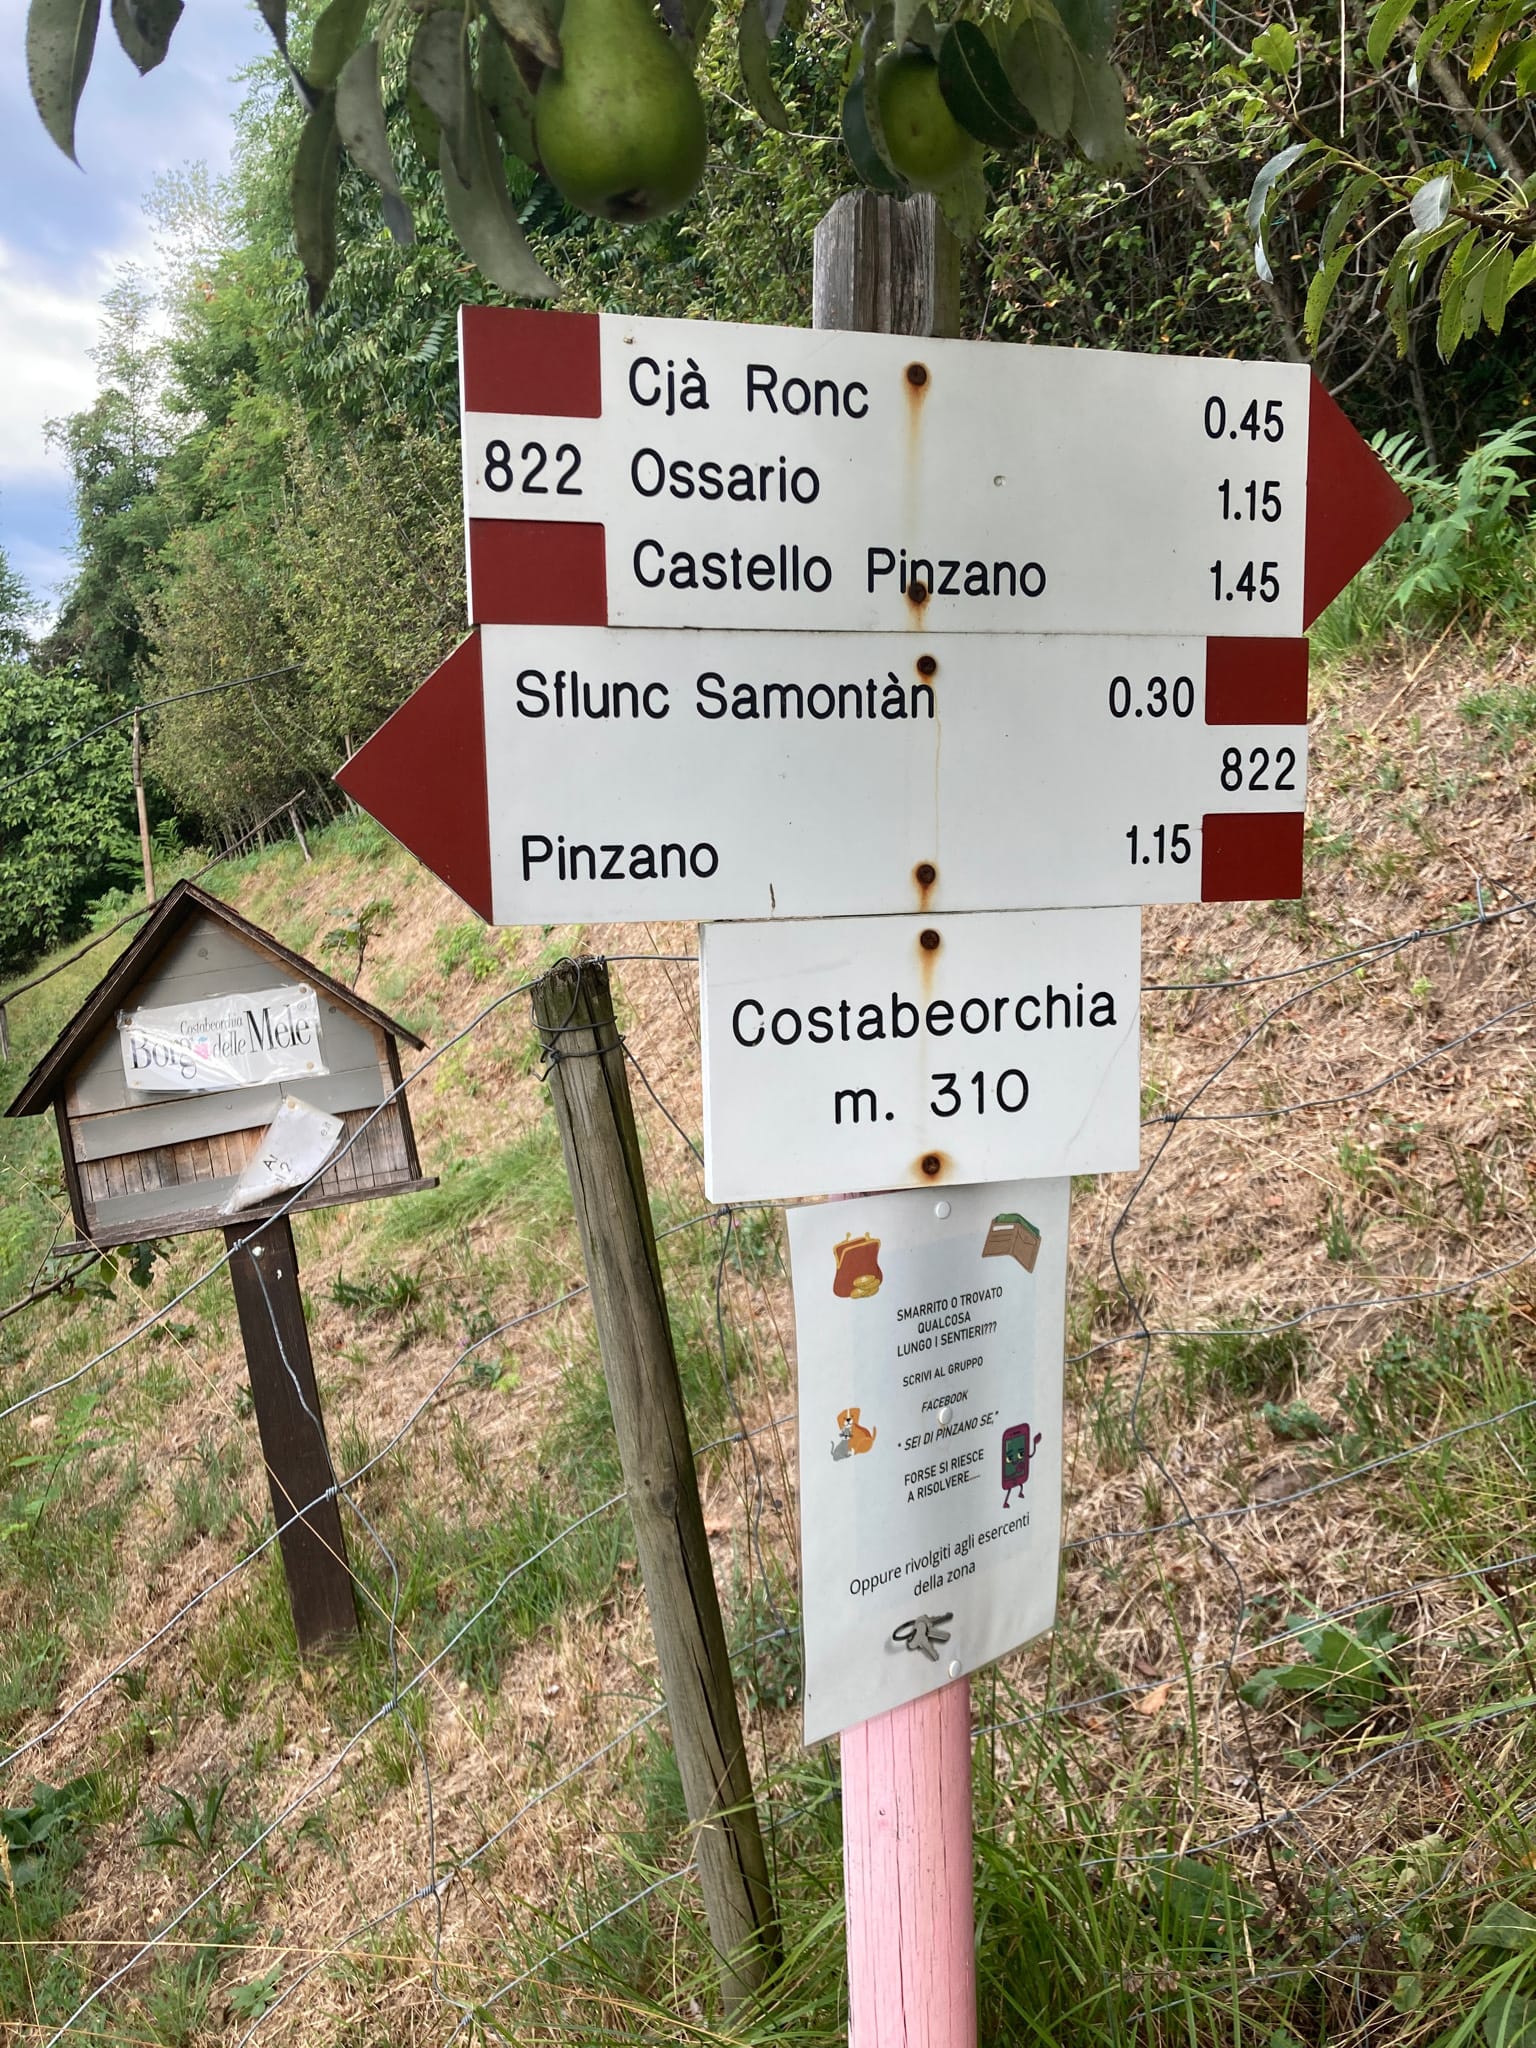 Cjà Ronc 0.45
822 Ossario 1.15
Castello Pinzano 1.45
Sflunc Samontàn 0.30
822
Pinzano 1.15
Costabeorchia
m. 310
Costabeorchia
Borgo delle Mele
SMARRITO O TROVATO
QUALCOSA
LUNGO I SENTIERI???
SCRIVI AL GRUPPO
FACEBOOK
" SEI DI PINZANO SE,"
FORSE SI RIESCE
A RISOLVERE....
Oppure rivolgiti agli esercenti
della zona